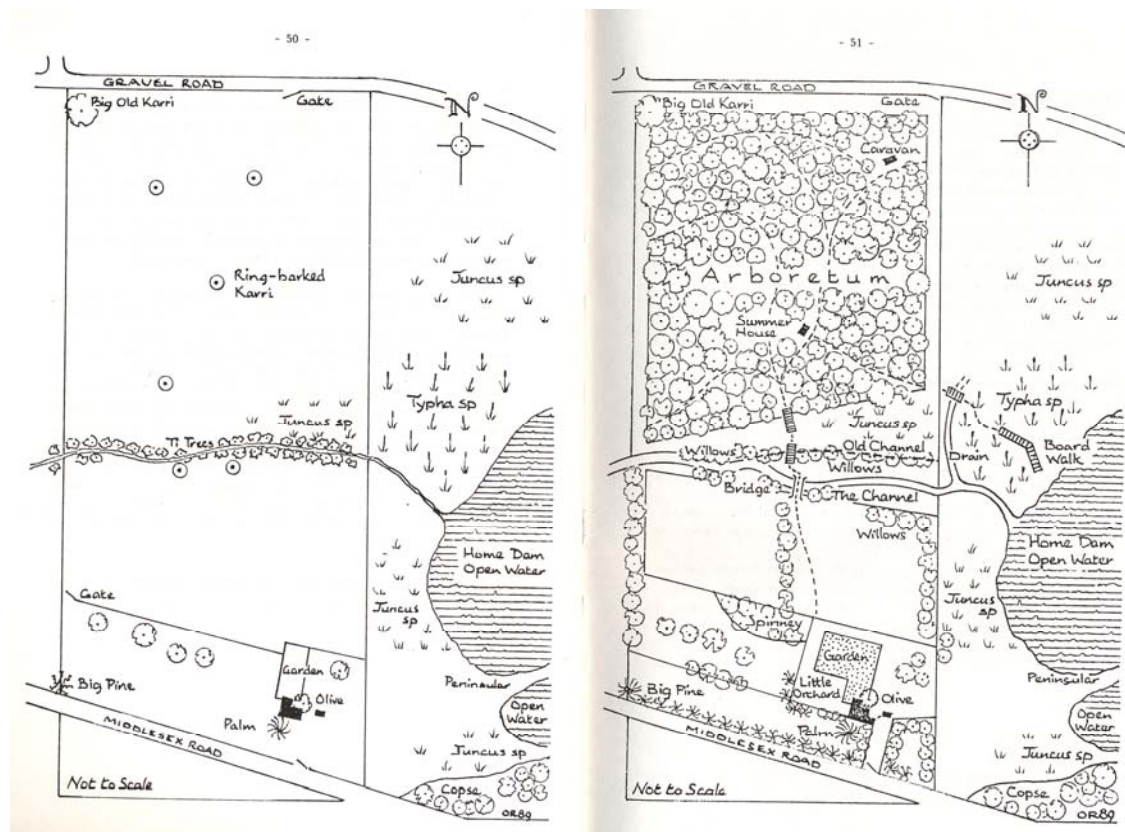 - 50 -
GRAVEL ROAD
Big Old Karri
Gate
N
Ring-barked
Karri
Juncus sp
Typha sp
Juncus sp
Ti Trees
Home Dam
Open Water
Gate
Juncus
sp
Garden
Peninsular
Big Pine
Olive
Open
Water
Palm
MIDDLESEX ROAD
Juncus sp
Not to Scale
Copse
OR89
- 51 -
GRAVEL ROAD
Big Old Karri
Gate
N
Caravan
Juncus sp
Arboretum
Summer
House
Typha sp
Juncus sp
Old Channel
Willows
Willows
Drain
Board
Walk
Bridge
The Channel
Willows
Home Dam
Open Water
Juncus
sp
Spinney
Garden
Little
Orchard
Peninsular
Big Pine
Olive
Open
Water
Palm
MIDDLESEX ROAD
Juncus sp
Not to Scale
Copse
OR89